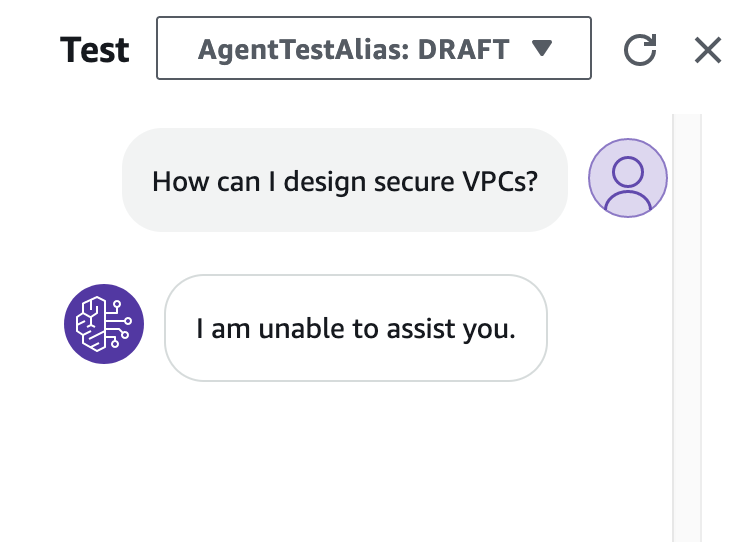 Test
AgentTestAlias: DRAFT
How can I design secure VPCs?
I am unable to assist you.